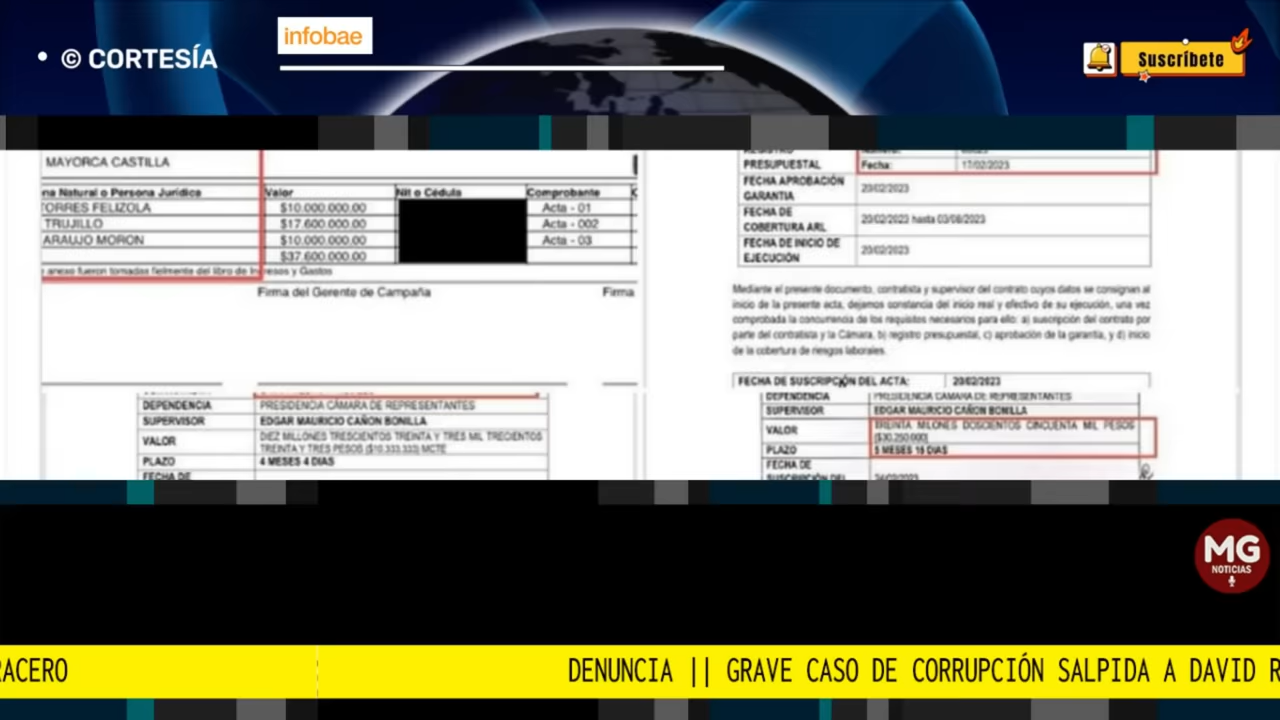 © CORTESÍA
infobae
Suscríbete
MAYORCA CASTILLA
na Natural o Persona Jurídica Valor Nit o Cédula Comprobante
TORRES FELIZOLA $10.000.000.00 Acta - 01
TRUJILLO $17.600.000.00 Acta - 002
ARAUJO MORON $10.000.000.00 Acta - 03
$37.600.000.00
anexo fueron tomadas fielmente del libro de Ingresos y Gastos
Firma del Gerente de Campaña Firma
PRESUPUESTAL Fecha: 17/02/2023
FECHA APROBACIÓN GARANTIA 20/02/2023
FECHA DE COBERTURA ARL 20/02/2023 hasta 03/08/2023
FECHA DE INICIO DE EJECUCIÓN 20/02/2023
Mediante el presente documento, contratista y supervisor del contrato cuyos datos se consignan al
inicio de la presente acta, dejamos constancia del inicio real y efectivo de su ejecución, una vez
comprobada la concurrencia de los requisitos necesarios para ello: a) suscripción del contrato por
parte del contratista y la Cámara, b) registro presupuestal, c) aprobación de la garantía, y d) inicio
de la cobertura de riesgos laborales.
FECHA DE SUSCRIPCIÓN DEL ACTA: 20/02/2023
DEPENDENCIA PRESIDENCIA CÁMARA DE REPRESENTANTES
SUPERVISOR EDGAR MAURICIO CAÑON BONILLA
VALOR DIEZ MILLONES TRESCIENTOS TREINTA Y TRES MIL TRECIENTOS
TREINTA Y TRES PESOS ($10.333.333) MCTE
PLAZO 4 MESES 4 DIAS
FECHA DE
DEPENDENCIA PRESIDENCIA CÁMARA DE REPRESENTANTES
SUPERVISOR EDGAR MAURICIO CAÑON BONILLA
VALOR TREINTA MILONES DOSCIENTOS CINCUENTA MIL PESOS
($30.250.000)
PLAZO 5 MESES 15 DIAS
FECHA DE
SUSCRIPCIÓN DEL
MG
NOTICIAS
RACERO DENUNCIA || GRAVE CASO DE CORRUPCIÓN SALPIDA A DAVID R